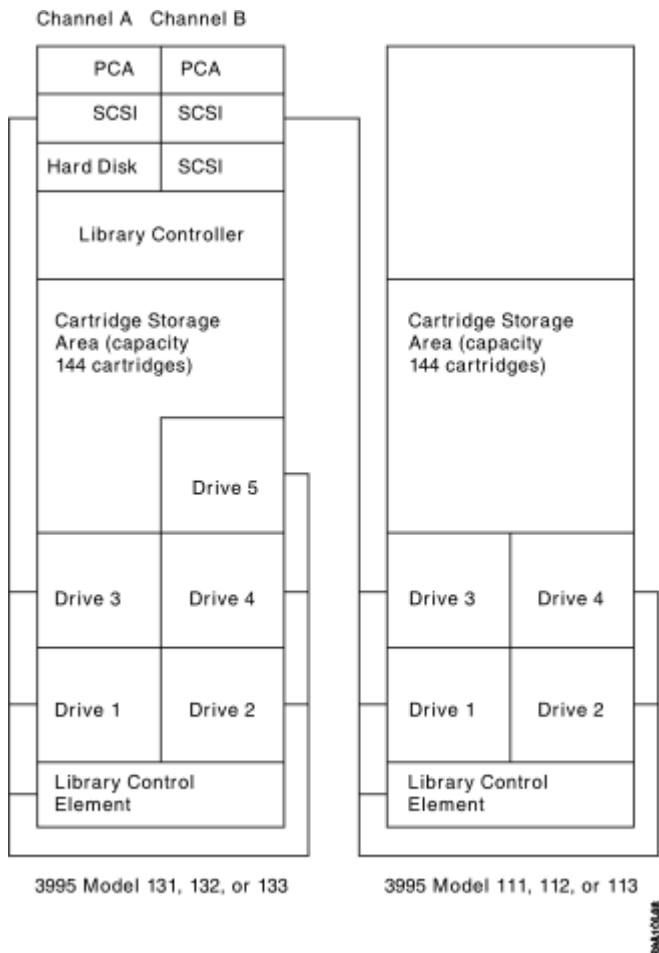 Channel A Channel B
PCA PCA
SCSI SCSI
Hard Disk SCSI
Library Controller
Cartridge Storage
Area (capacity
144 cartridges)
Drive 5
Drive 3 Drive 4
Drive 1 Drive 2
Library Control
Element
3995 Model 131, 132, or 133
Cartridge Storage
Area (capacity
144 cartridges)
Drive 3 Drive 4
Drive 1 Drive 2
Library Control
Element
3995 Model 111, 112, or 113